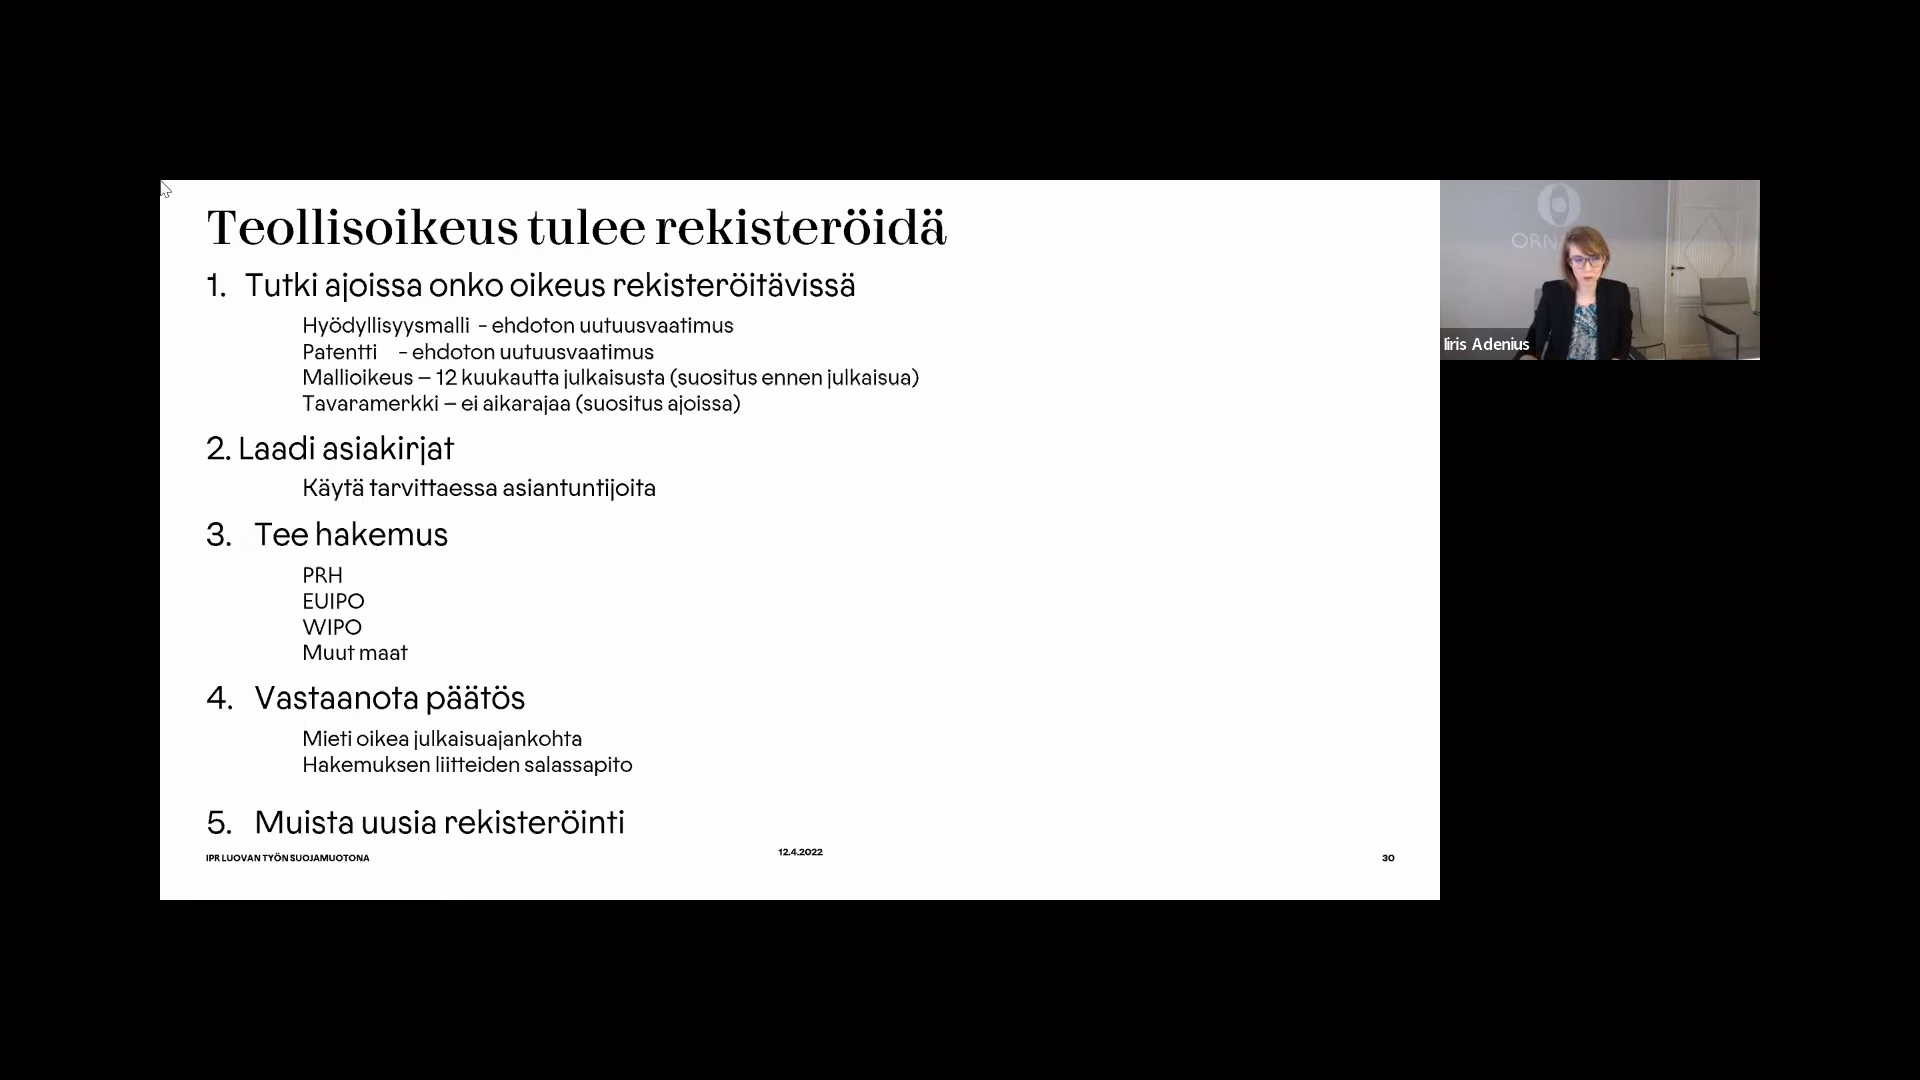 Teollisoikeus tulee rekisteröidä
1. Tutki ajoissa onko oikeus rekisteröitävissä
Hyödyllisyysmalli - ehdoton uutuusvaatimus
Patentti - ehdoton uutuusvaatimus
Mallioikeus – 12 kuukautta julkaisusta (suositus ennen julkaisua)
Tavaramerkki – ei aikarajaa (suositus ajoissa)
2. Laadi asiakirjat
Käytä tarvittaessa asiantuntijoita
3. Tee hakemus
PRH
EUIPO
WIPO
Muut maat
4. Vastaanota päätös
Mieti oikea julkaisuajankohta
Hakemuksen liitteiden salassapito
5. Muista uusia rekisteröinti
IPR LUOVAN TYÖN SUOJAMUOTONA
12.4.2022
30
Iiris Adenius